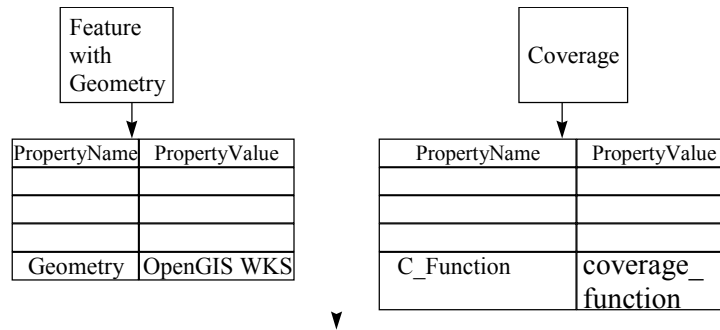 Feature
with
Geometry
PropertyName PropertyValue
Geometry OpenGIS WKS
Coverage
PropertyName PropertyValue
C_Function coverage_
function